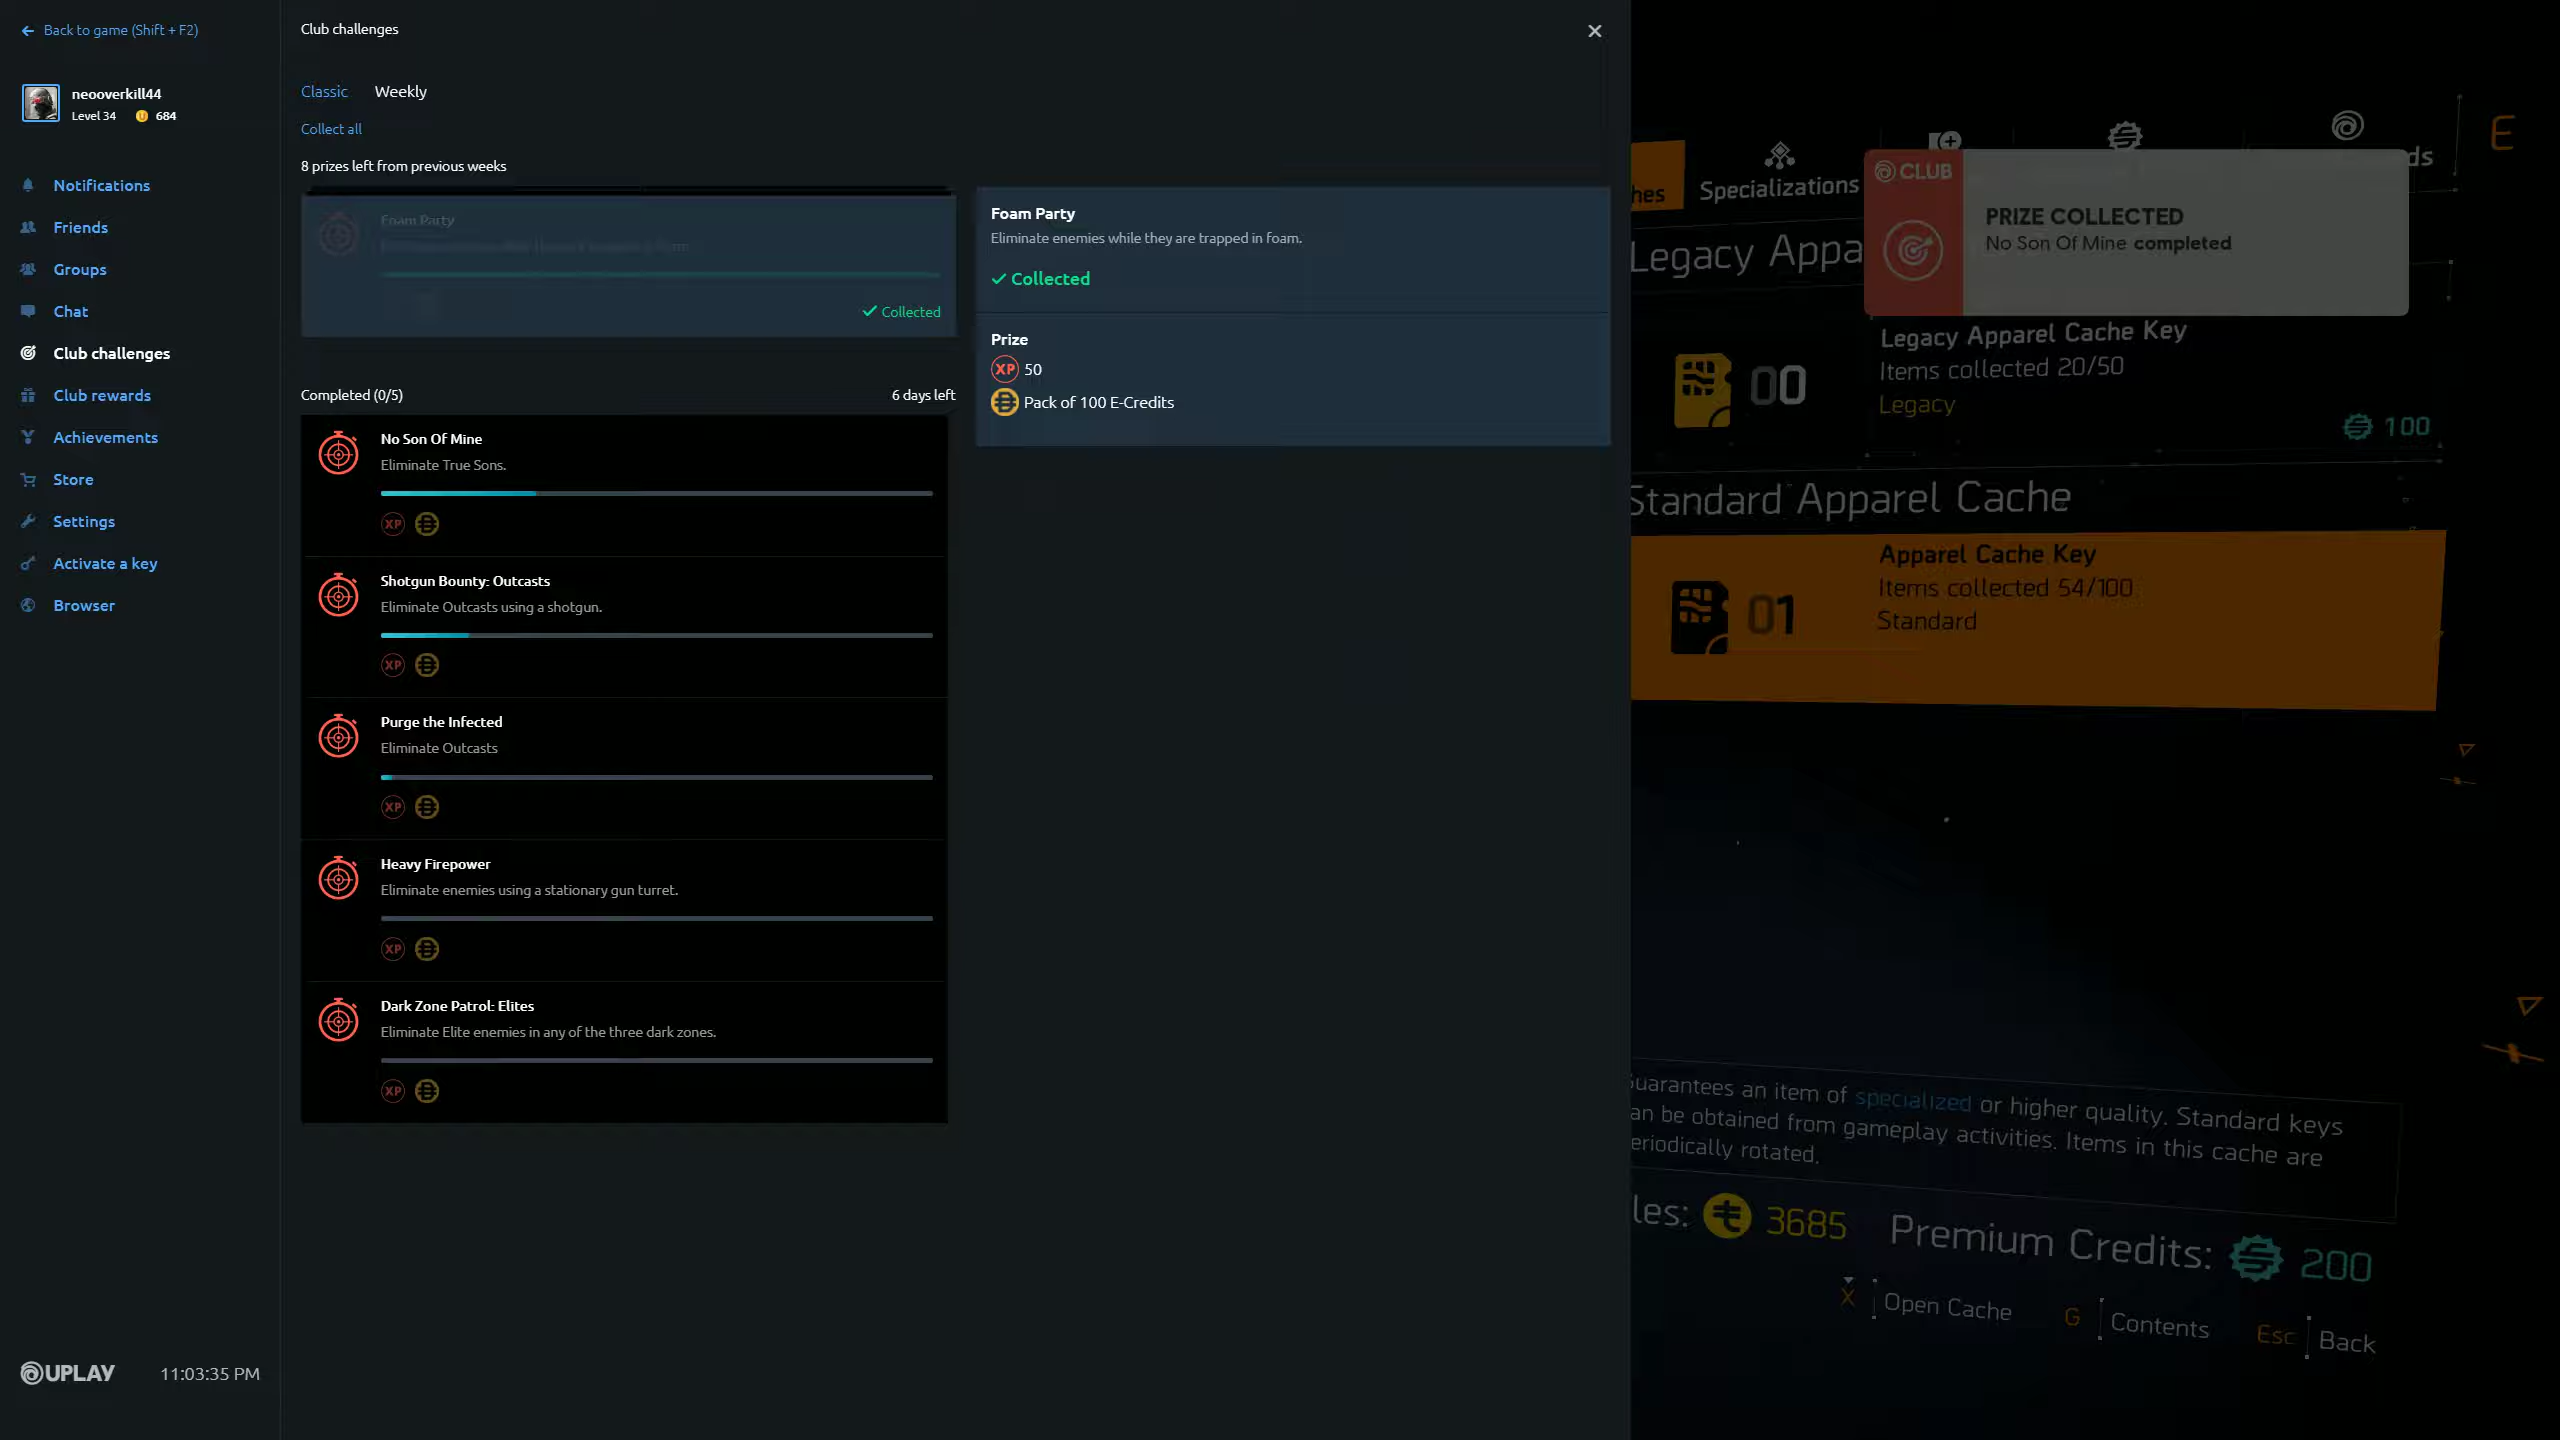 Back to game (Shift + F2)
neooverkill44
Level 34 684
Notifications
Friends
Groups
Chat
Club challenges
Club rewards
Achievements
Store
Settings
Activate a key
Browser
UPLAY 11:03:35 PM
Club challenges
Classic Weekly
Collect all
8 prizes left from previous weeks
Foam Party
Collected
Completed (0/5) 6 days left
No Son Of Mine
Eliminate True Sons.
XP
Shotgun Bounty: Outcasts
Eliminate Outcasts using a shotgun.
XP
Purge the Infected
Eliminate Outcasts
XP
Heavy Firepower
Eliminate enemies using a stationary gun turret.
XP
Dark Zone Patrol: Elites
Eliminate Elite enemies in any of the three dark zones.
XP
Foam Party
Eliminate enemies while they are trapped in foam.
Collected
Prize
XP 50
Pack of 100 E-Credits
hes Specializations ds E
CLUB
PRIZE COLLECTED
No Son Of Mine completed
Legacy Appa
00
Legacy Apparel Cache Key
Items collected 20/50
Legacy
100
Standard Apparel Cache
01
Apparel Cache Key
Items collected 54/100
Standard
uarantees an item of specialized or higher quality. Standard keys
an be obtained from gameplay activities. Items in this cache are
eriodically rotated.
les: 3685 Premium Credits: 200
X Open Cache G Contents Esc Back